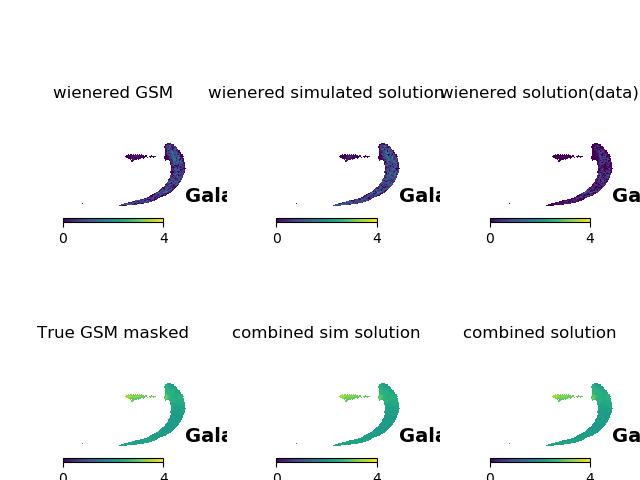 wienered GSM
wienered simulated solution
wienered solution(data)
Gala
Gala
Ga
0 4
0 4
0 4
True GSM masked
combined sim solution
combined solution
Gala
Gala
Ga
0 4
0 4
0 4